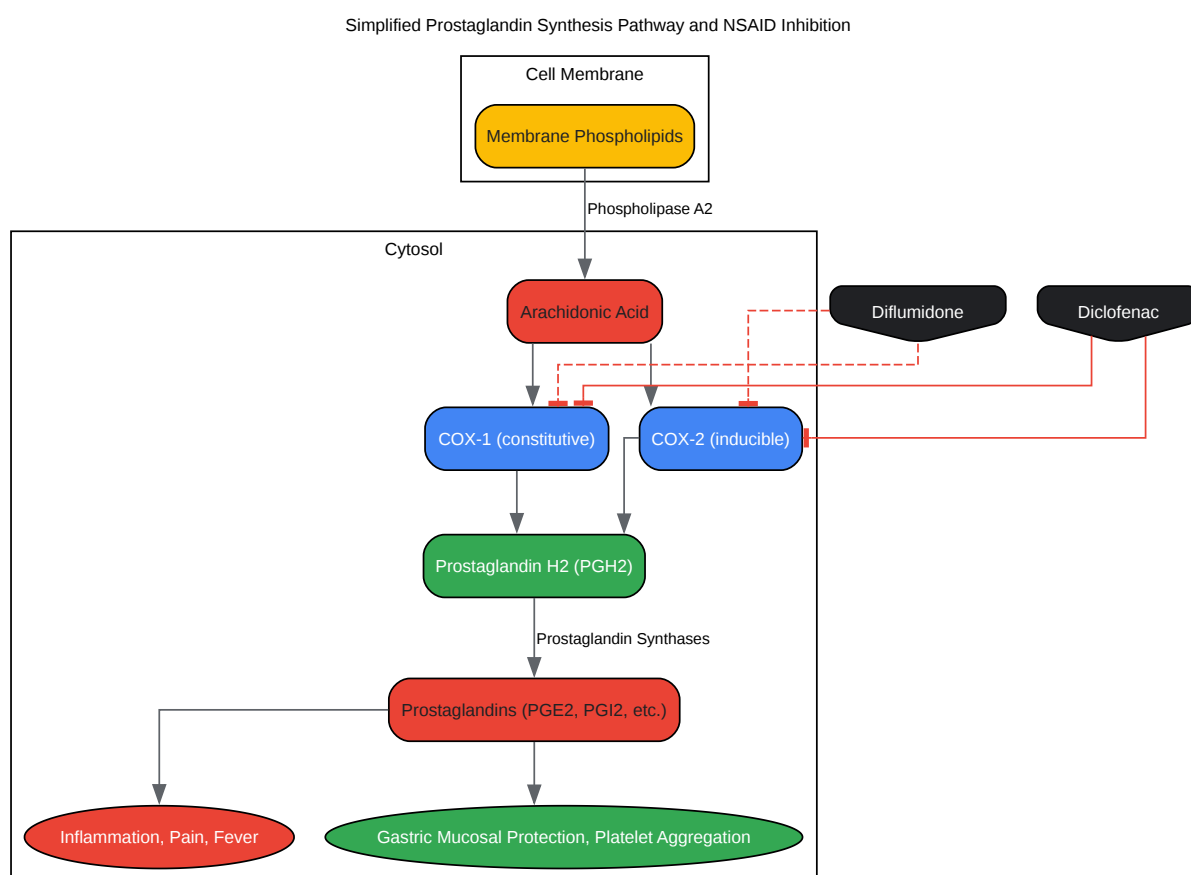 Simplified Prostaglandin Synthesis Pathway and NSAID Inhibition
Cell Membrane
Membrane Phospholipids
Phospholipase A2
Cytosol
Arachidonic Acid
Diflumidone
Diclofenac
COX-1 (constitutive)
COX-2 (inducible)
Prostaglandin H2 (PGH2)
Prostaglandin Synthases
Prostaglandins (PGE2, PGI2, etc.)
Inflammation, Pain, Fever
Gastric Mucosal Protection, Platelet Aggregation